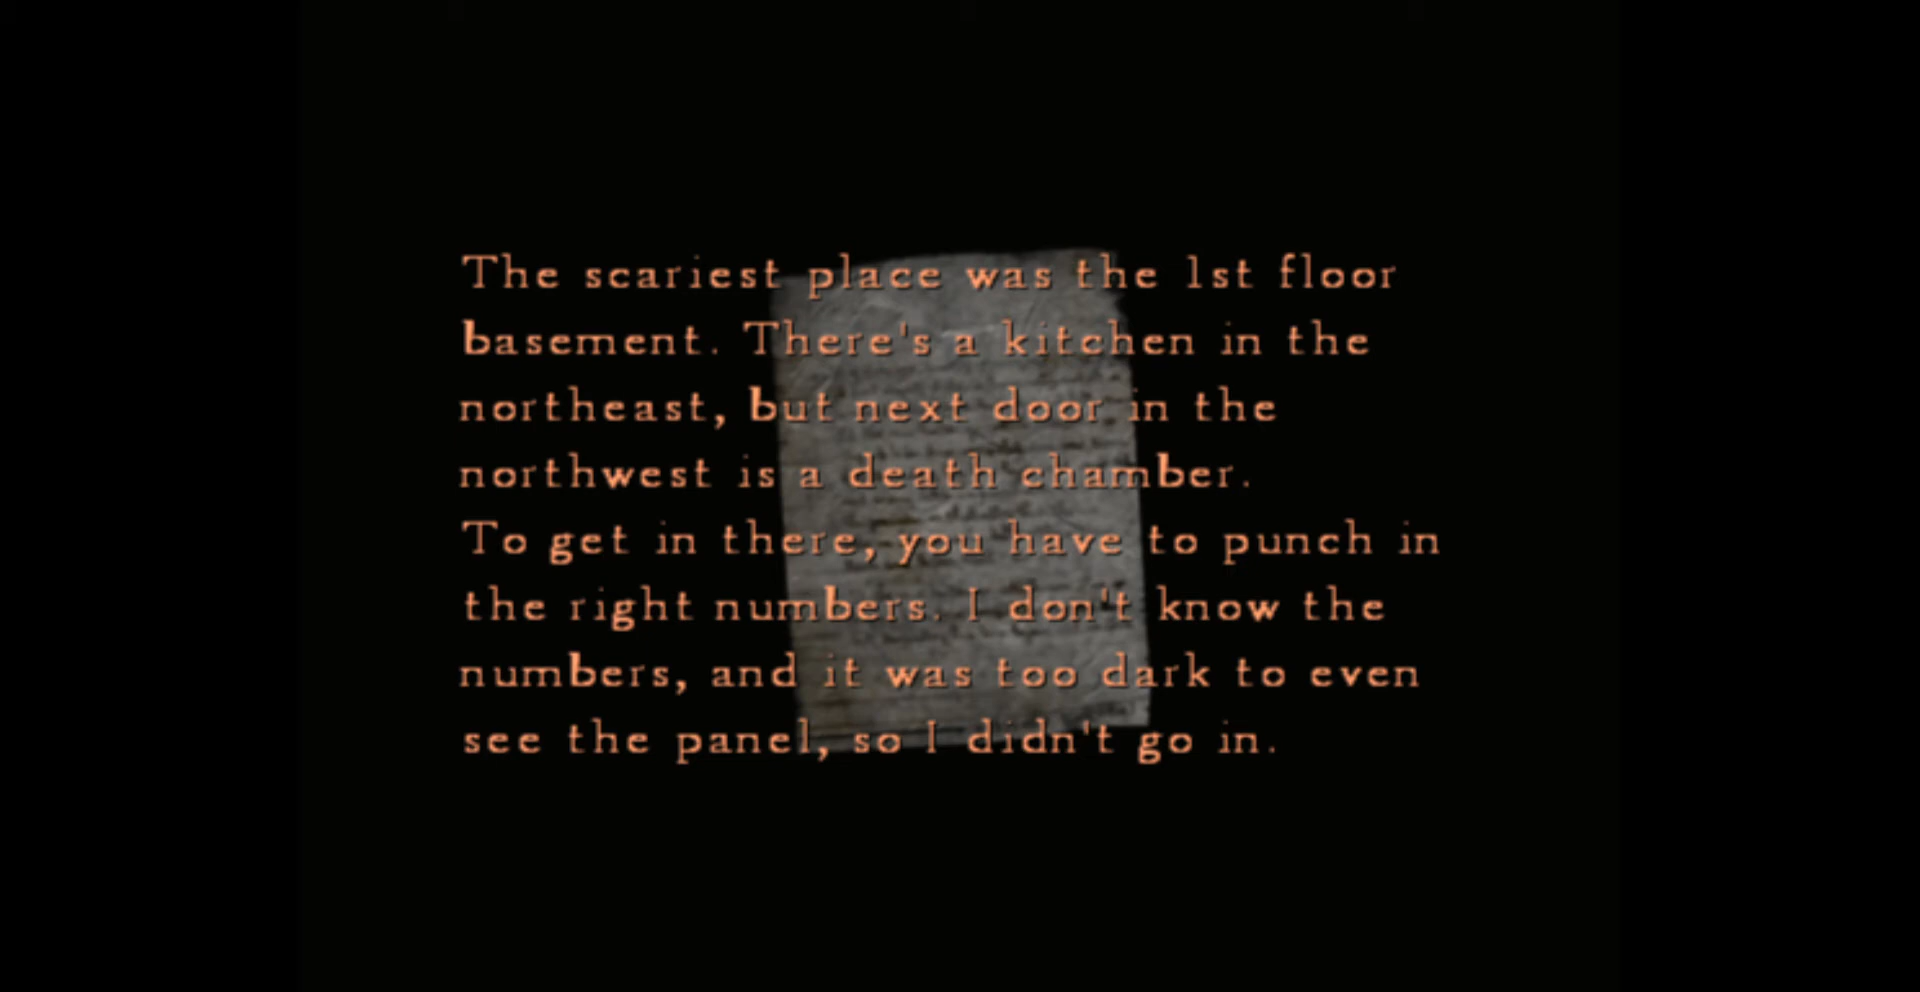 The scariest place was the 1st floor
basement. There's a kitchen in the
northeast, but next door in the
northwest is a death chamber.
To get in there, you have to punch in
the right numbers. I don't know the
numbers, and it was too dark to even
see the panel, so I didn't go in.